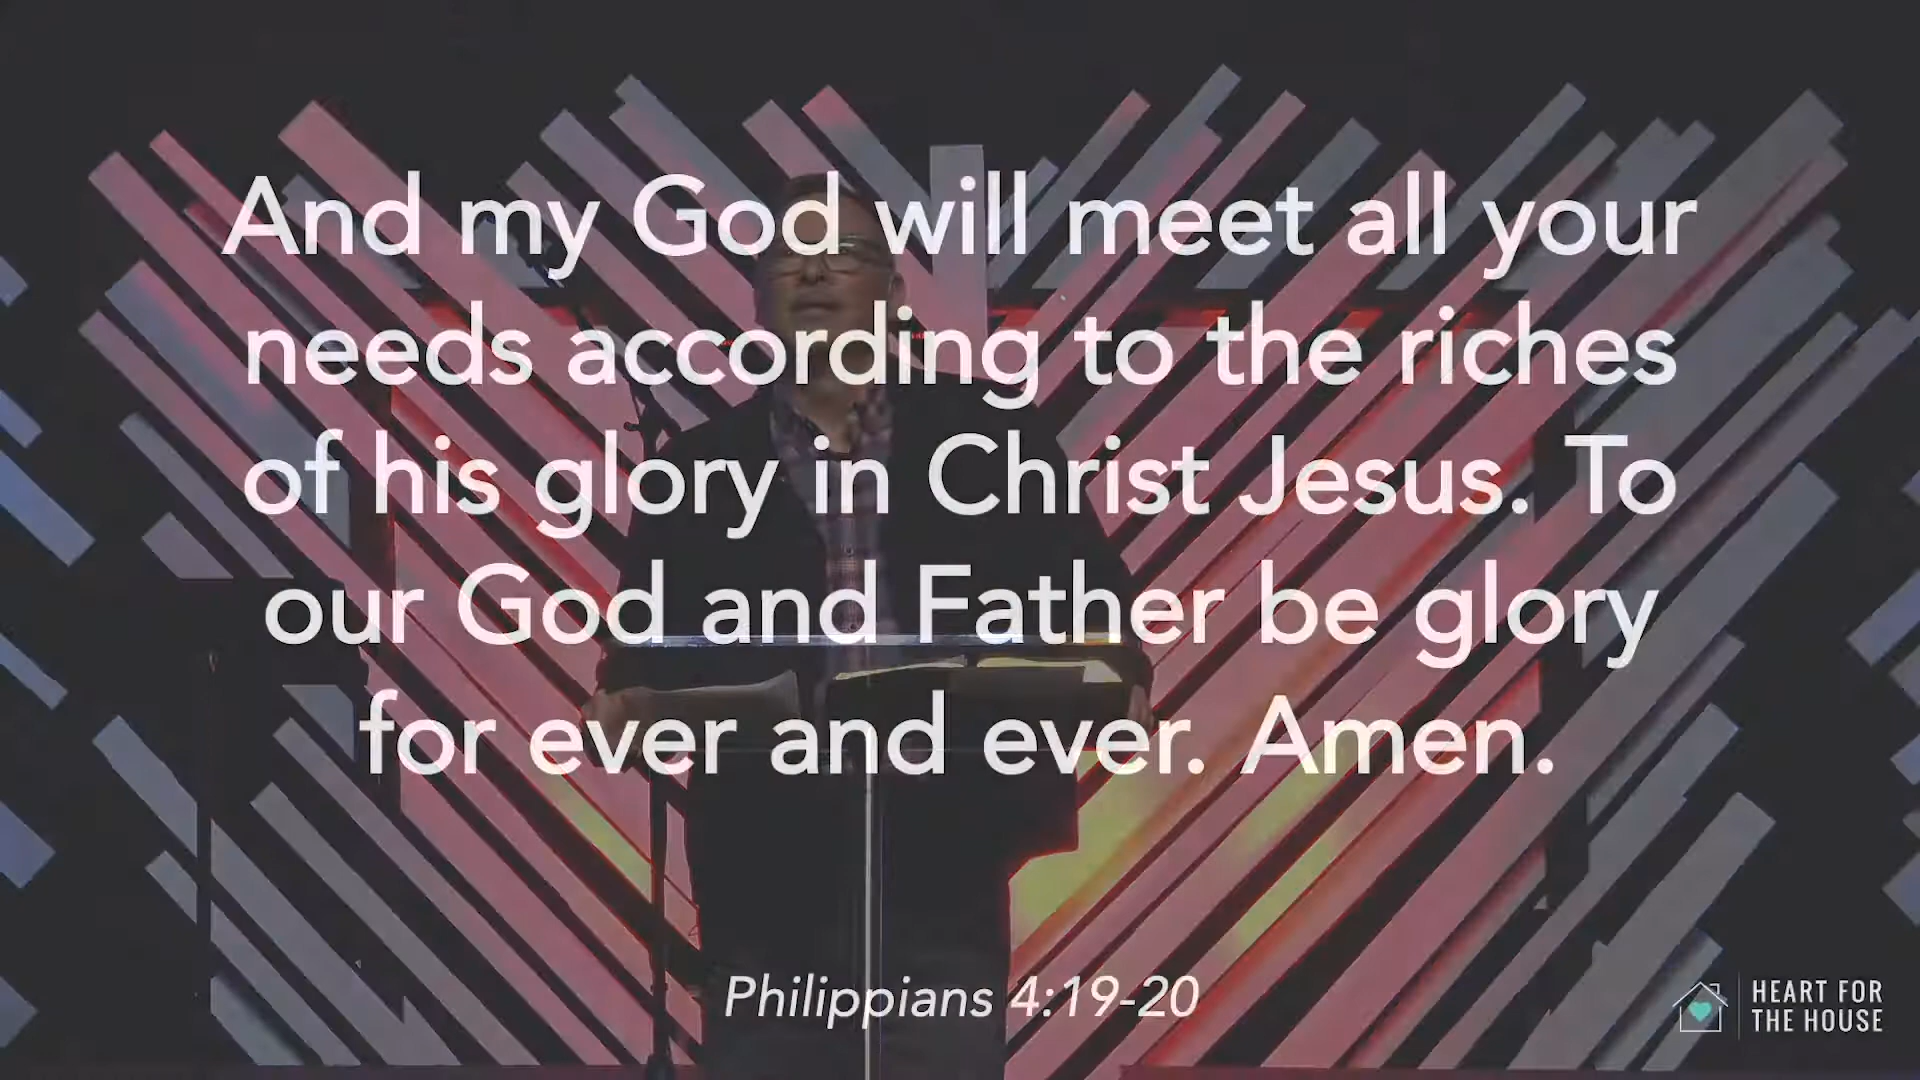 And my God will meet all your
needs according to the riches
of his glory in Christ Jesus. To
our God and Father be glory
for ever and ever. Amen.
Philippians 4:19-20
HEART FOR
THE HOUSE